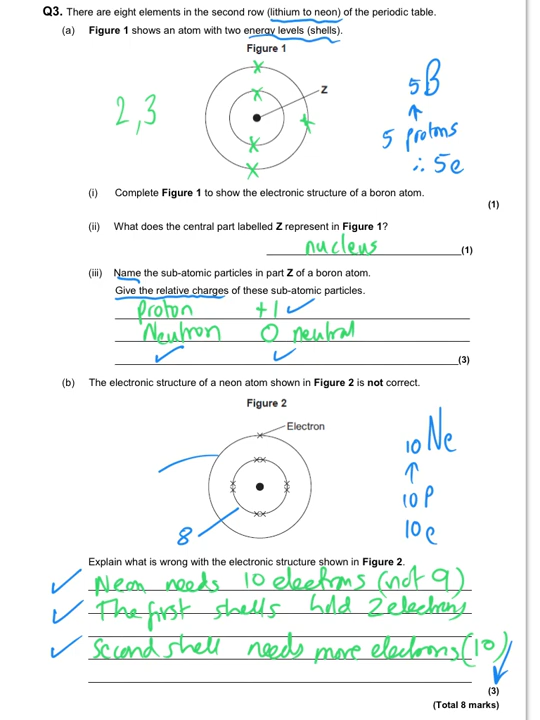 Q3. There are eight elements in the second row (lithium to neon) of the periodic table.
(a) Figure 1 shows an atom with two energy levels (shells).
Figure 1
Z
2,3
5B
5 protons
∴ 5e
(i) Complete Figure 1 to show the electronic structure of a boron atom.
(1)
(ii) What does the central part labelled Z represent in Figure 1?
nucleus
(1)
(iii) Name the sub-atomic particles in part Z of a boron atom.
Give the relative charges of these sub-atomic particles.
Proton +1
Neutron 0 neutral
(3)
(b) The electronic structure of a neon atom shown in Figure 2 is not correct.
Figure 2
Electron
8
10Ne
10P
10e
Explain what is wrong with the electronic structure shown in Figure 2.
Neon needs 10 electrons (not 9)
The first shells hold 2 electrons
Second shell needs more electrons (10)
(3)
(Total 8 marks)